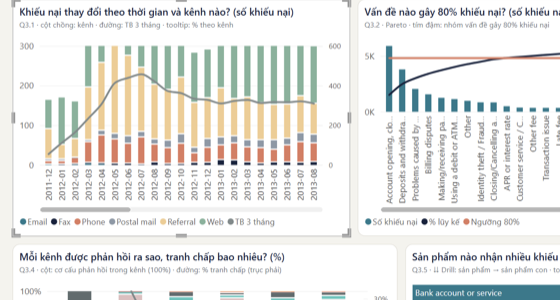 Khiếu nại thay đổi theo thời gian và kênh nào? (số khiếu nại)
Q3.1 · cột chồng: kênh · đường: TB 3 tháng · tooltip: % theo kênh
300
200
100
0
600
400
200
0
2011-12
2012-01
2012-02
2012-03
2012-04
2012-05
2012-06
2012-07
2012-08
2012-09
2012-10
2012-11
2012-12
2013-01
2013-02
2013-03
2013-04
2013-05
2013-06
2013-07
2013-08
Email Fax Phone Postal mail Referral Web TB 3 tháng
Vấn đề nào gây 80% khiếu nại? (số khiếu n
Q3.2 · Pareto · tím đậm: nhóm vấn đề gây 80% khiếu nại
5K
0K
Account opening, clo...
Deposits and withdra...
Problems caused by ...
Billing disputes
Making/receiving pa...
Using a debit or ATM...
Other
Identity theft / Fraud...
Closing/Cancelling a...
APR or interest rate
Customer service / C...
Other fee
Transaction issue
Số khiếu nại % lũy kế Ngưỡng 80%
Mỗi kênh được phản hồi ra sao, tranh chấp bao nhiêu? (%)
Q3.4 · cột: cơ cấu phản hồi trong kênh (100%) · đường: % tranh chấp (trục phải)
100%
30%
Sản phẩm nào nhận nhiều khiếu
Q3.5 · ↓↓ Drill: sản phẩm → sản phẩm con
Bank account or service